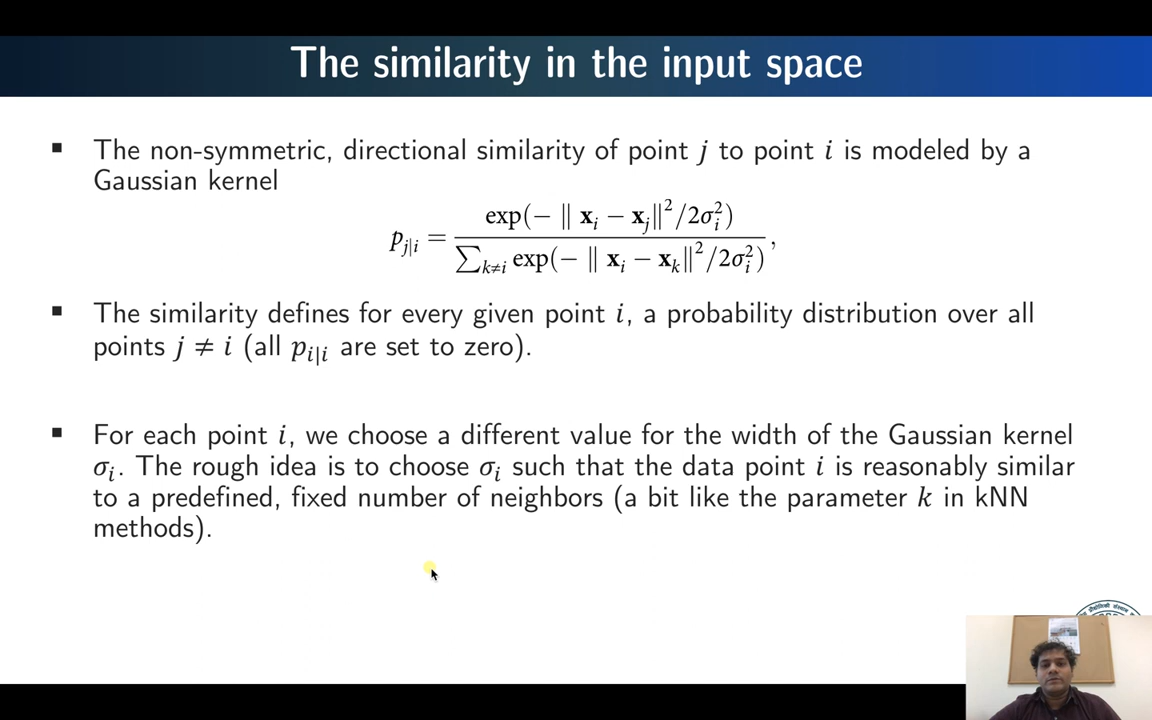 The similarity in the input space
▪ The non-symmetric, directional similarity of point j to point i is modeled by a
Gaussian kernel
p_{j|i} = exp(− ‖ x_i − x_j‖²/2σ_i²) / ∑_{k≠i} exp(− ‖ x_i − x_k‖²/2σ_i²) ,
▪ The similarity defines for every given point i, a probability distribution over all
points j ≠ i (all p_{i|i} are set to zero).
▪ For each point i, we choose a different value for the width of the Gaussian kernel
σ_i. The rough idea is to choose σ_i such that the data point i is reasonably similar
to a predefined, fixed number of neighbors (a bit like the parameter k in kNN
methods).